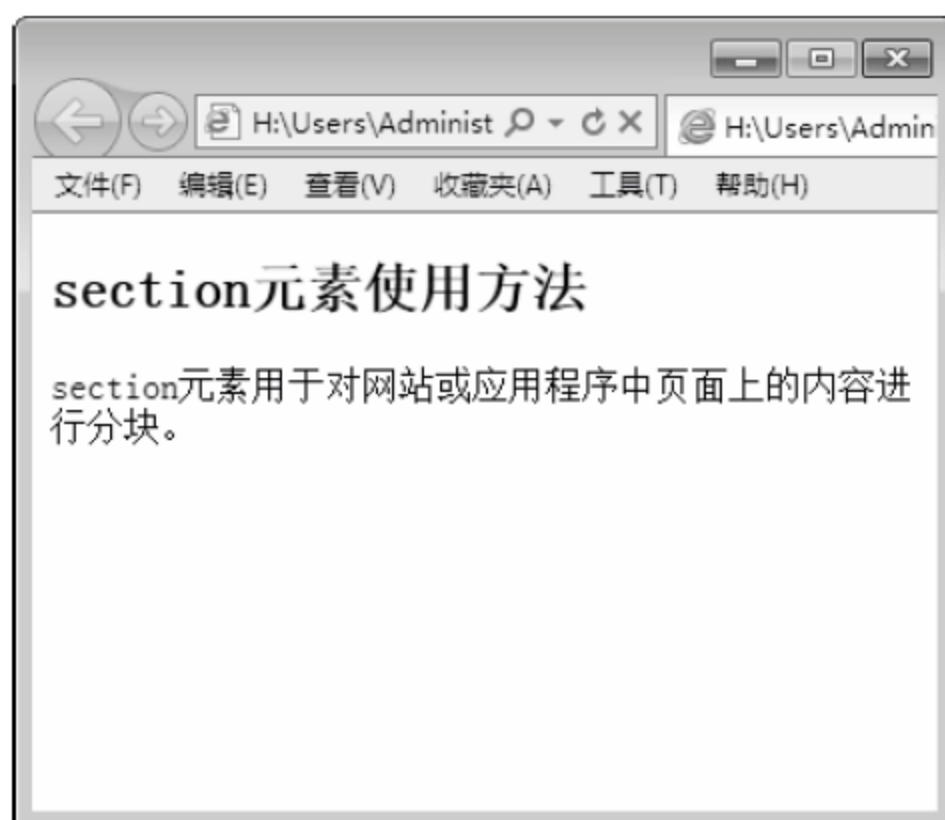 H:\Users\Administ
H:\Users\Admin
文件(F) 编辑(E) 查看(V) 收藏夹(A) 工具(T) 帮助(H)
section元素使用方法
section元素用于对网站或应用程序中页面上的内容进
行分块。